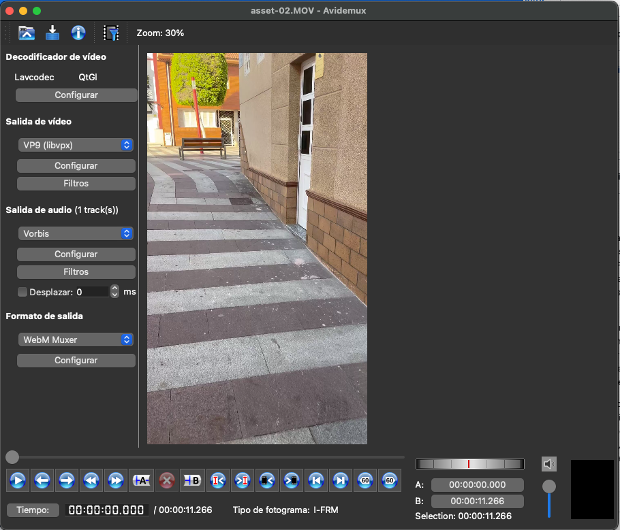 asset-02.MOV - Avidemux
Zoom: 30%
Decodificador de vídeo
Lavcodec QtGl
Configurar
Salida de vídeo
VP9 (libvpx)
Configurar
Filtros
Salida de audio (1 track(s))
Vorbis
Configurar
Filtros
Desplazar: 0 ms
Formato de salida
WebM Muxer
Configurar
A B
60 60
A: 00:00:00.000
B: 00:00:11.266
Selection: 00:00:11.266
Tiempo: 00:00:00.000 / 00:00:11.266 Tipo de fotograma: I-FRM